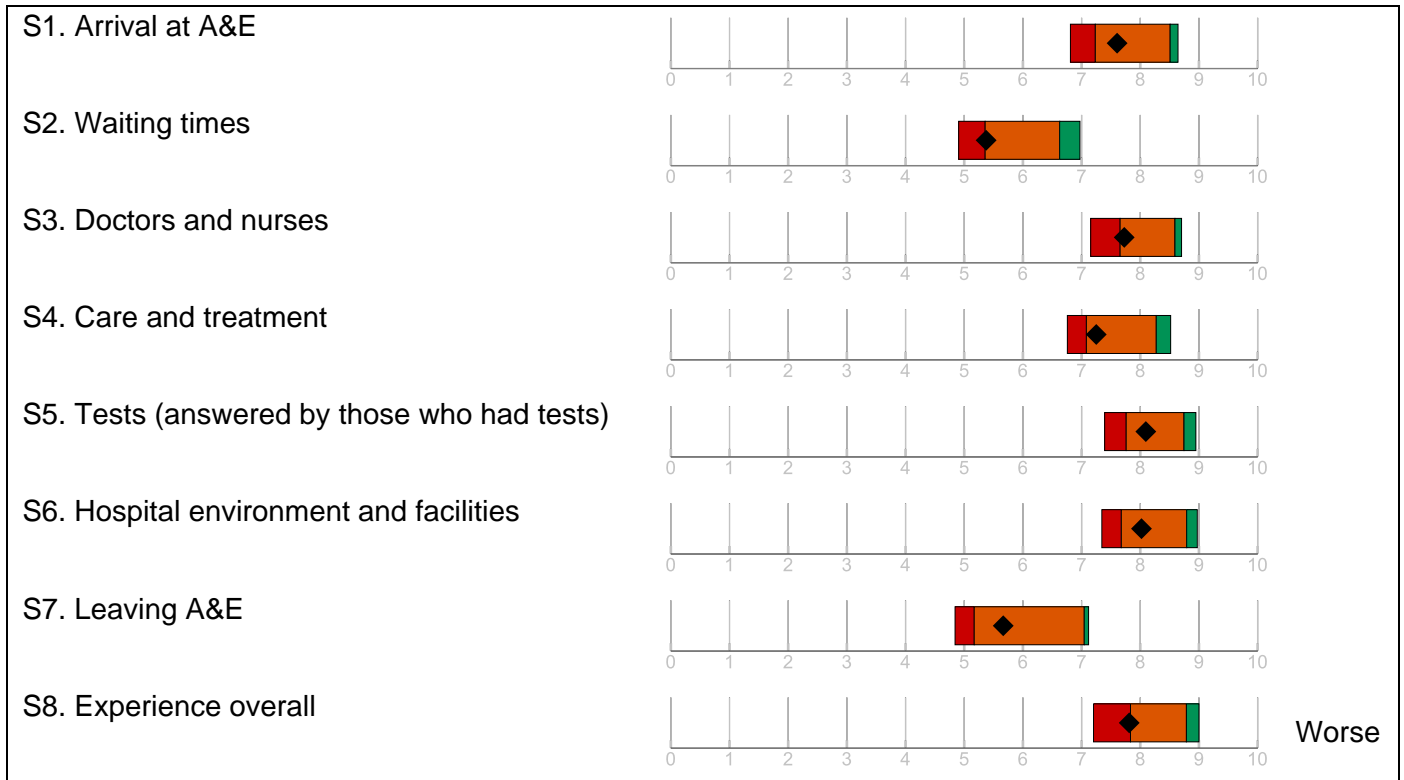 S1. Arrival at A&E
0 1 2 3 4 5 6 7 8 9 10
S2. Waiting times
0 1 2 3 4 5 6 7 8 9 10
S3. Doctors and nurses
0 1 2 3 4 5 6 7 8 9 10
S4. Care and treatment
0 1 2 3 4 5 6 7 8 9 10
S5. Tests (answered by those who had tests)
0 1 2 3 4 5 6 7 8 9 10
S6. Hospital environment and facilities
0 1 2 3 4 5 6 7 8 9 10
S7. Leaving A&E
0 1 2 3 4 5 6 7 8 9 10
S8. Experience overall
Worse
0 1 2 3 4 5 6 7 8 9 10